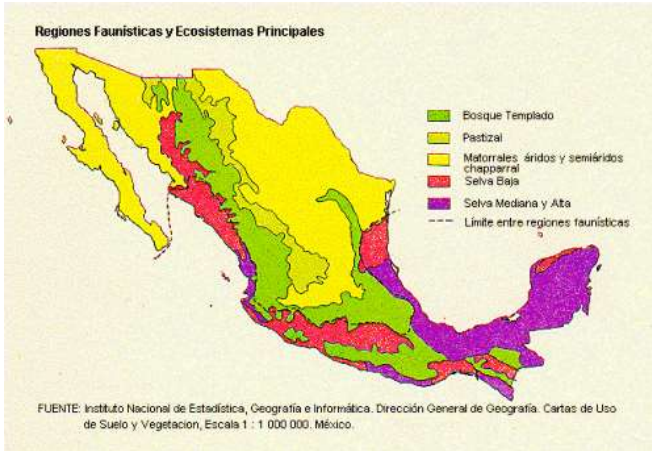 Regiones Faunísticas y Ecosistemas Principales
Bosque Templado
Pastizal
Matorrales áridos y semiáridos
chapparral
Selva Baja
Selva Mediana y Alta
Límite entre regiones faunísticas
FUENTE: Instituto Nacional de Estadística, Geografía e Informática. Dirección General de Geografía. Cartas de Uso
de Suelo y Vegetacion, Escala 1 : 1 000 000. México.